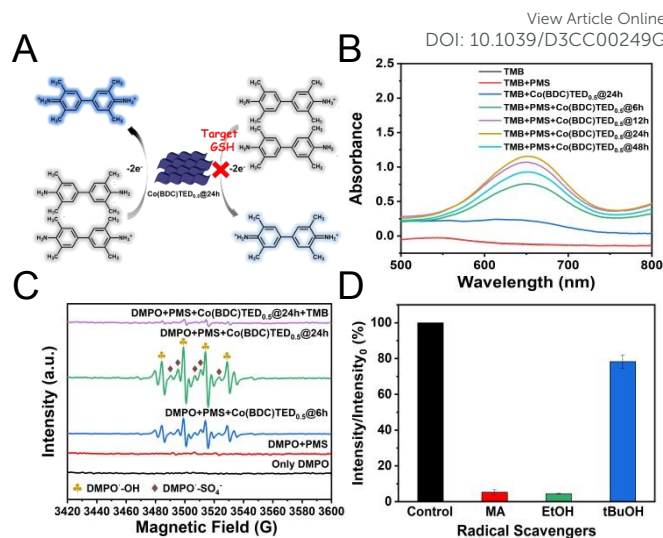 View Article Online
DOI: 10.1039/D3CC00249G
A
CH₃
H₃C
CH₃
CH₃
Target
GSH
-2e⁻
-2e⁻
Co(BDC)TED₀.₅@24h
B
Absorbance
2.5
2.0
1.5
1.0
0.5
0.0
TMB
TMB+PMS
TMB+Co(BDC)TED₀.₅@24h
TMB+PMS+Co(BDC)TED₀.₅@6h
TMB+PMS+Co(BDC)TED₀.₅@12h
TMB+PMS+Co(BDC)TED₀.₅@24h
TMB+PMS+Co(BDC)TED₀.₅@48h
500 600 700 800
Wavelength (nm)
C
Intensity (a.u.)
DMPO+PMS+Co(BDC)TED₀.₅@24h+TMB
DMPO+PMS+Co(BDC)TED₀.₅@24h
DMPO+PMS+Co(BDC)TED₀.₅@6h
DMPO+PMS
Only DMPO
♣ DMPO·-OH ♦ DMPO·-SO₄⁻
3420 3440 3460 3480 3500 3520 3540 3560 3580 3600
Magnetic Field (G)
D
Intensity/Intensity₀ (%)
100
80
60
40
20
0
Control MA EtOH tBuOH
Radical Scavengers